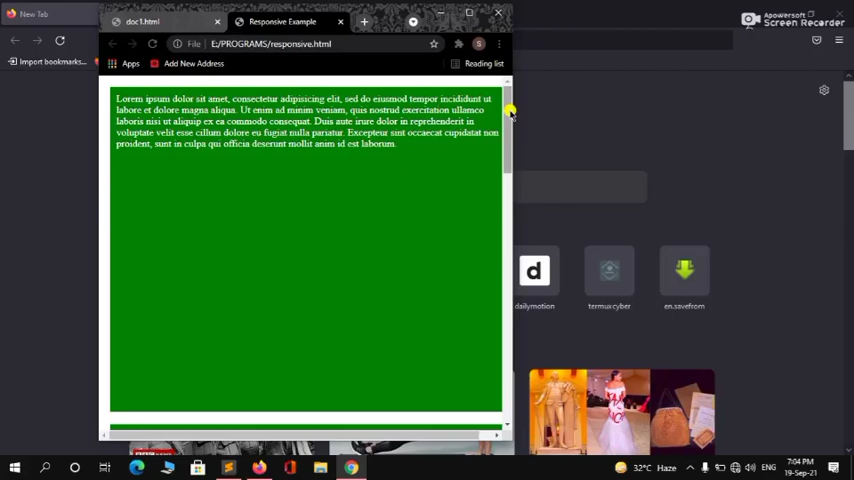 New Tab
doc1.html
Responsive Example
Apowersoft
Screen Recorder
File
E:/PROGRAMS/responsive.html
S
Import bookmarks...
Apps
Add New Address
Reading list
Lorem ipsum dolor sit amet, consectetur adipisicing elit, sed do eiusmod tempor incididunt ut
labore et dolore magna aliqua. Ut enim ad minim veniam, quis nostrud exercitation ullamco
laboris nisi ut aliquip ex ea commodo consequat. Duis aute irure dolor in reprehenderit in
voluptate velit esse cillum dolore eu fugiat nulla pariatur. Excepteur sint occaecat cupidatat non
proident, sunt in culpa qui officia deserunt mollit anim id est laborum.
d
dailymotion
termuxcyber
en.savefrom
32°C Haze
ENG
7:04 PM
19-Sep-21